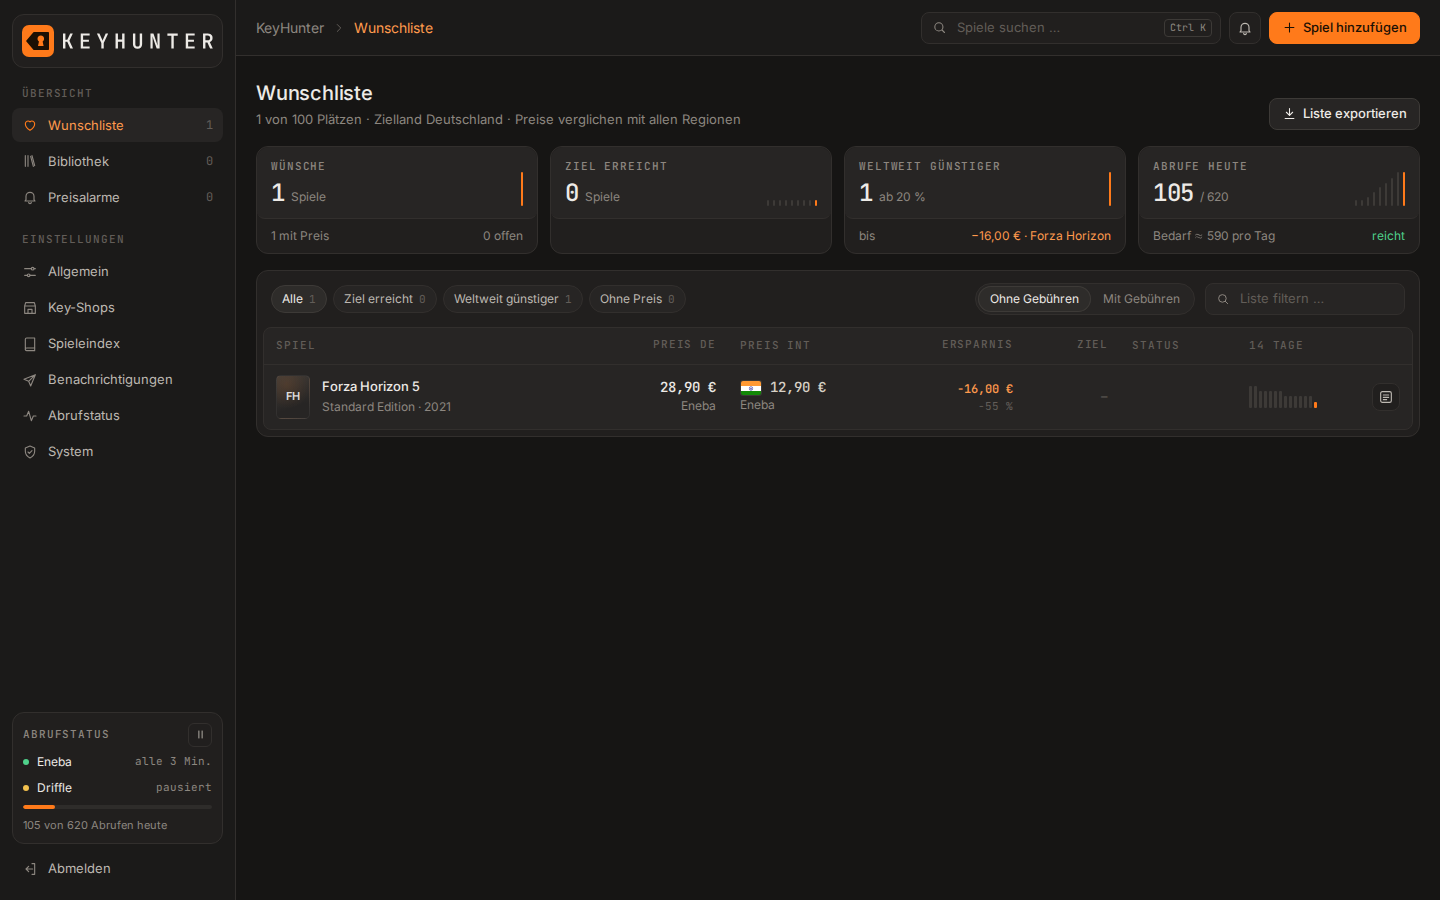 KEYHUNTER
ÜBERSICHT
Wunschliste 1
Bibliothek 0
Preisalarme 0
EINSTELLUNGEN
Allgemein
Key-Shops
Spieleindex
Benachrichtigungen
Abrufstatus
System
ABRUFSTATUS
Eneba alle 3 Min.
Driffle pausiert
105 von 620 Abrufen heute
Abmelden
KeyHunter > Wunschliste
Spiele suchen ... Ctrl K
+ Spiel hinzufügen
Wunschliste
1 von 100 Plätzen · Zielland Deutschland · Preise verglichen mit allen Regionen
Liste exportieren
WÜNSCHE
1 Spiele
1 mit Preis 0 offen
ZIEL ERREICHT
0 Spiele
WELTWEIT GÜNSTIGER
1 ab 20 %
bis −16,00 € · Forza Horizon
ABRUFE HEUTE
105 / 620
Bedarf ≈ 590 pro Tag reicht
Alle 1 Ziel erreicht 0 Weltweit günstiger 1 Ohne Preis 0
Ohne Gebühren Mit Gebühren Liste filtern ...
SPIEL PREIS DE PREIS INT ERSPARNIS ZIEL STATUS 14 TAGE
FH Forza Horizon 5 28,90 € 12,90 € -16,00 € –
Standard Edition · 2021 Eneba Eneba -55 %